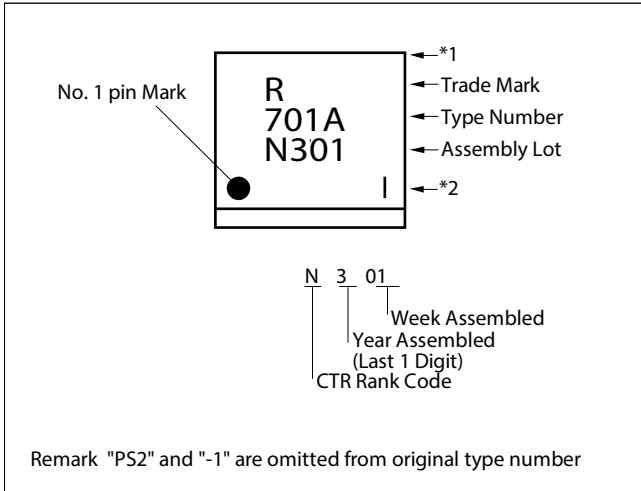 *1
No. 1 pin Mark
R
Trade Mark
701A
Type Number
N301
Assembly Lot
I
*2
N 3 01
Week Assembled
Year Assembled
(Last 1 Digit)
CTR Rank Code
Remark "PS2" and "-1" are omitted from original type number